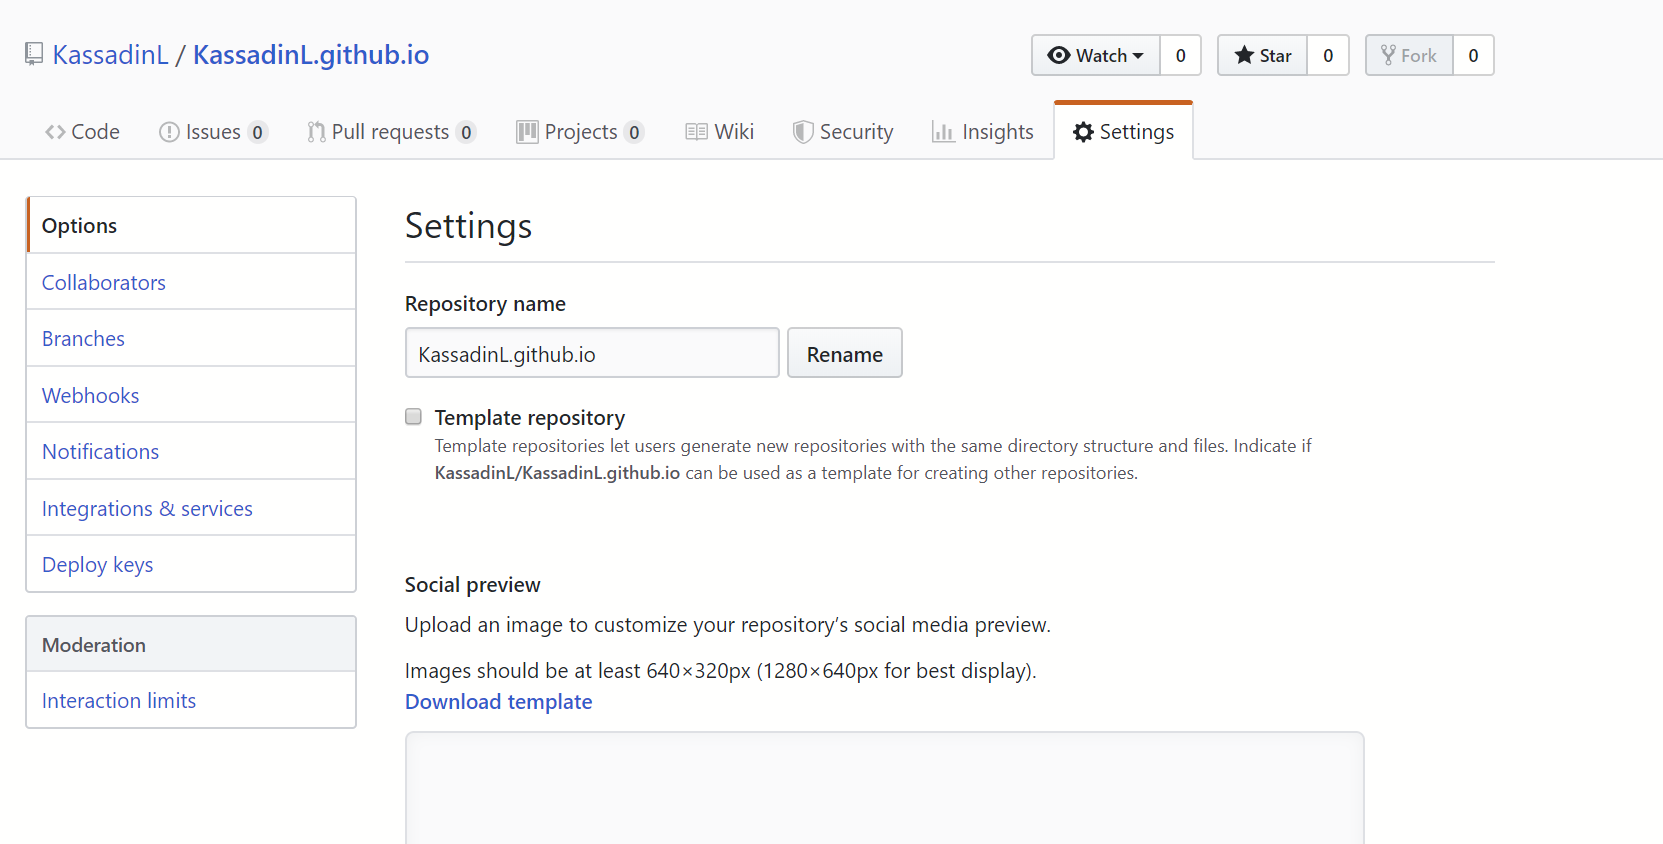 KassadinL / KassadinL.github.io
Watch 0 Star 0 Fork 0
Code Issues 0 Pull requests 0 Projects 0 Wiki Security Insights Settings
Options
Collaborators
Branches
Webhooks
Notifications
Integrations & services
Deploy keys
Moderation
Interaction limits
Settings
Repository name
KassadinL.github.io Rename
Template repository
Template repositories let users generate new repositories with the same directory structure and files. Indicate if
KassadinL/KassadinL.github.io can be used as a template for creating other repositories.
Social preview
Upload an image to customize your repository’s social media preview.
Images should be at least 640×320px (1280×640px for best display).
Download template